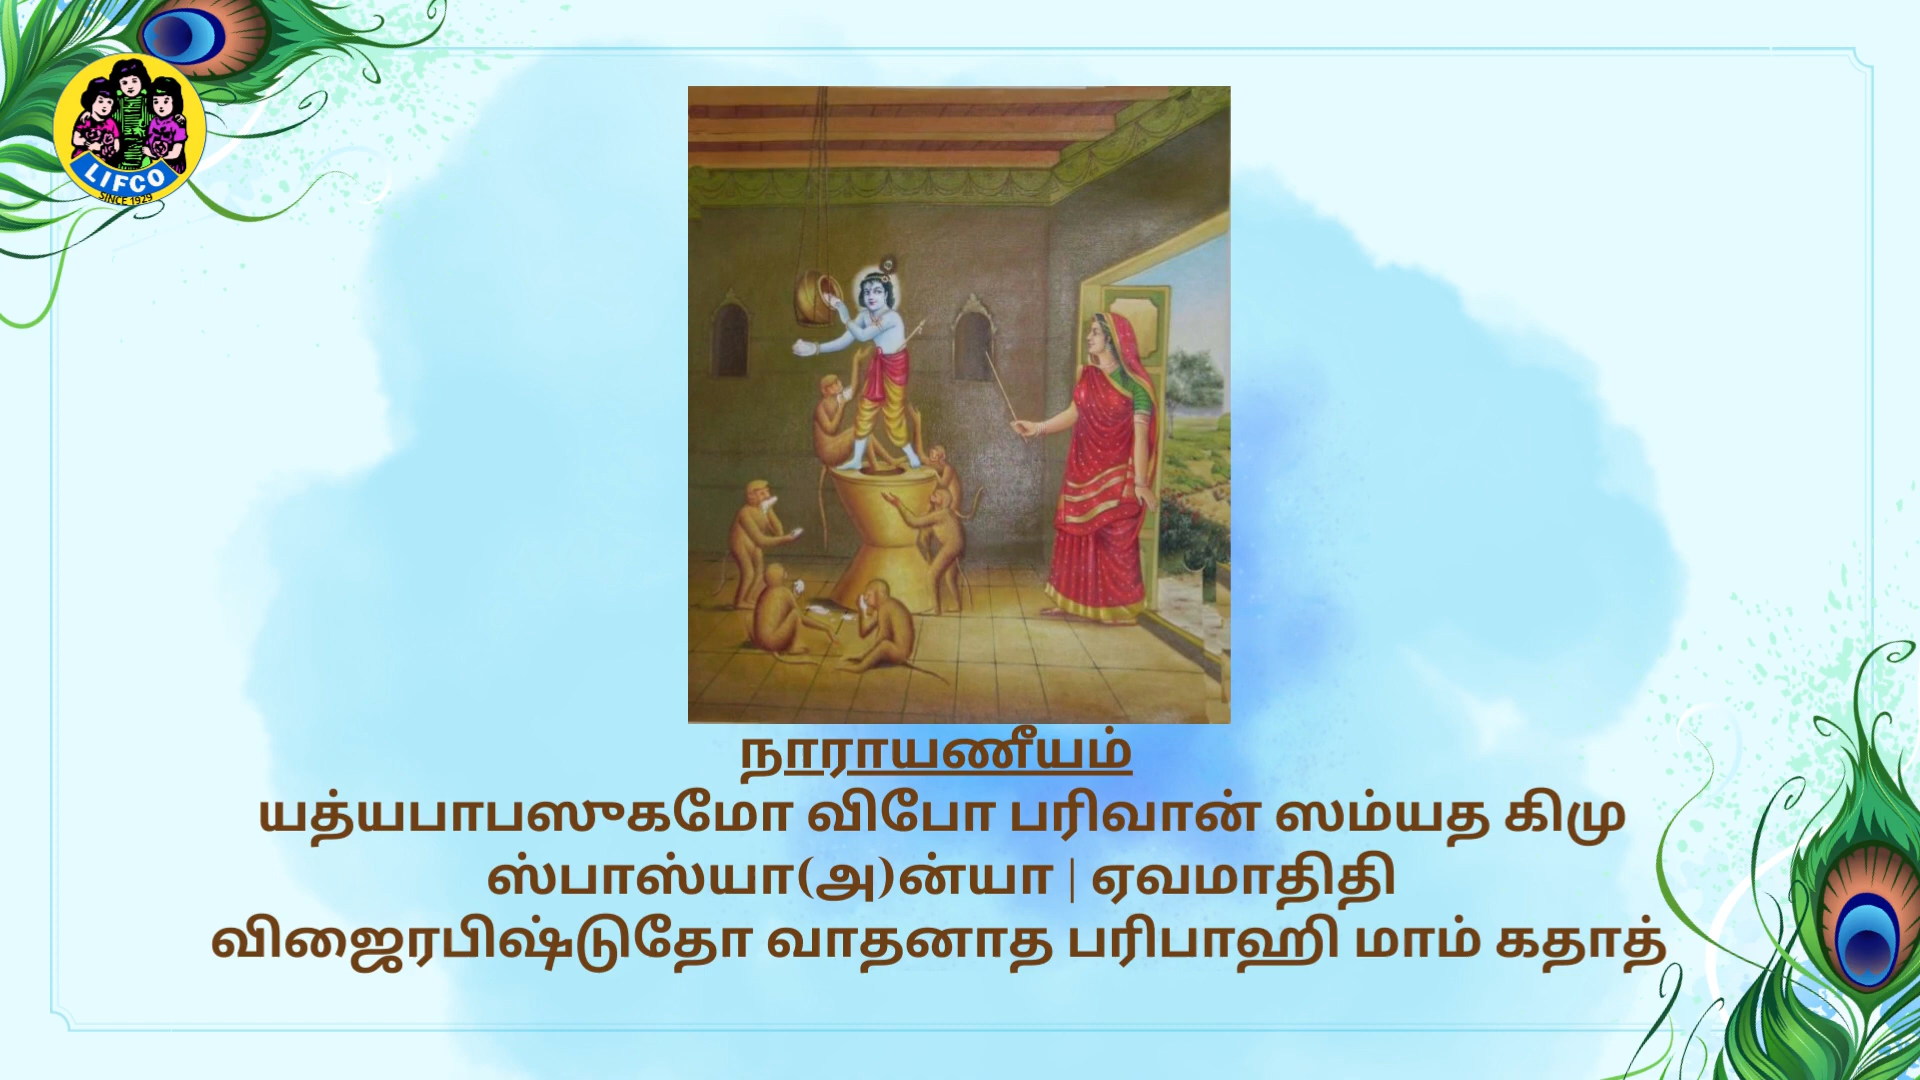 LIFCO
SINCE 1929
நாராயணீயம்
யத்யபாபஸுகமோ விபோ பரிவான் ஸம்யத கிமு
ஸ்பாஸ்யா(அ)ன்யா | ஏவமாதிதி
விஜைரபிஷ்டுதோ வாதனாத பரிபாஹி மாம் கதாத்